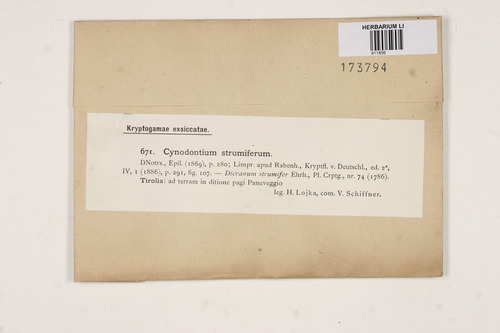 HERBARIUM LI
173794
Kryptogamae exsiccatae.
671. Cynodontium strumiferum.
DNotrs., Epil. (1869), p. 280; Limpr. apud Rabenh., Kryptfl. v. Deutschl., ed. 2ª,
IV, 1 (1886), p. 291, fig. 107. — Dicranum strumifer Ehrh., Pl. Crptg., nr. 74 (1786).
Tirolia: ad terram in ditione pagi Paneveggio
leg. H. Lojka, com. V. Schiffner.